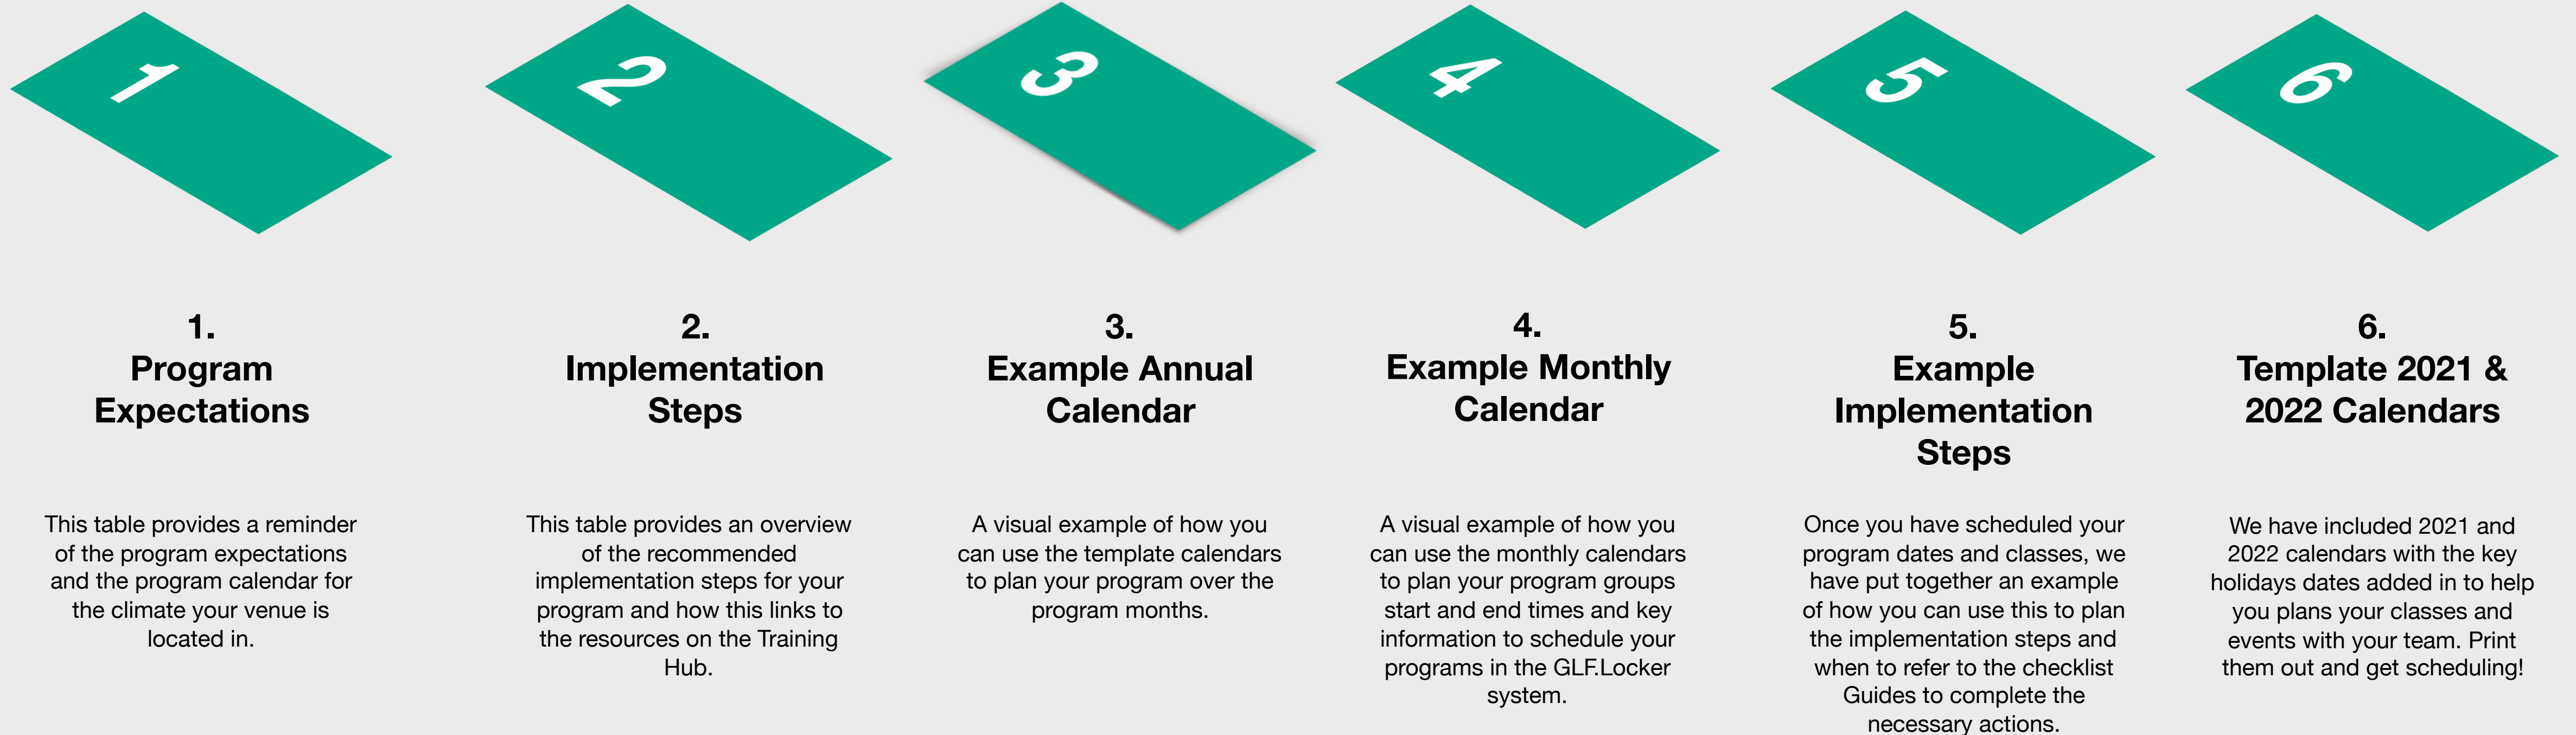 1
2
3
4
5
6
1.
Program
Expectations
This table provides a reminder
of the program expectations
and the program calendar for
the climate your venue is
located in.
2.
Implementation
Steps
This table provides an overview
of the recommended
implementation steps for your
program and how this links to
the resources on the Training
Hub.
3.
Example Annual
Calendar
A visual example of how you
can use the template calendars
to plan your program over the
program months.
4.
Example Monthly
Calendar
A visual example of how you
can use the monthly calendars
to plan your program groups
start and end times and key
information to schedule your
programs in the GLF.Locker
system.
5.
Example
Implementation
Steps
Once you have scheduled your
program dates and classes, we
have put together an example
of how you can use this to plan
the implementation steps and
when to refer to the checklist
Guides to complete the
necessary actions.
6.
Template 2021 &
2022 Calendars
We have included 2021 and
2022 calendars with the key
holidays dates added in to help
you plans your classes and
events with your team. Print
them out and get scheduling!